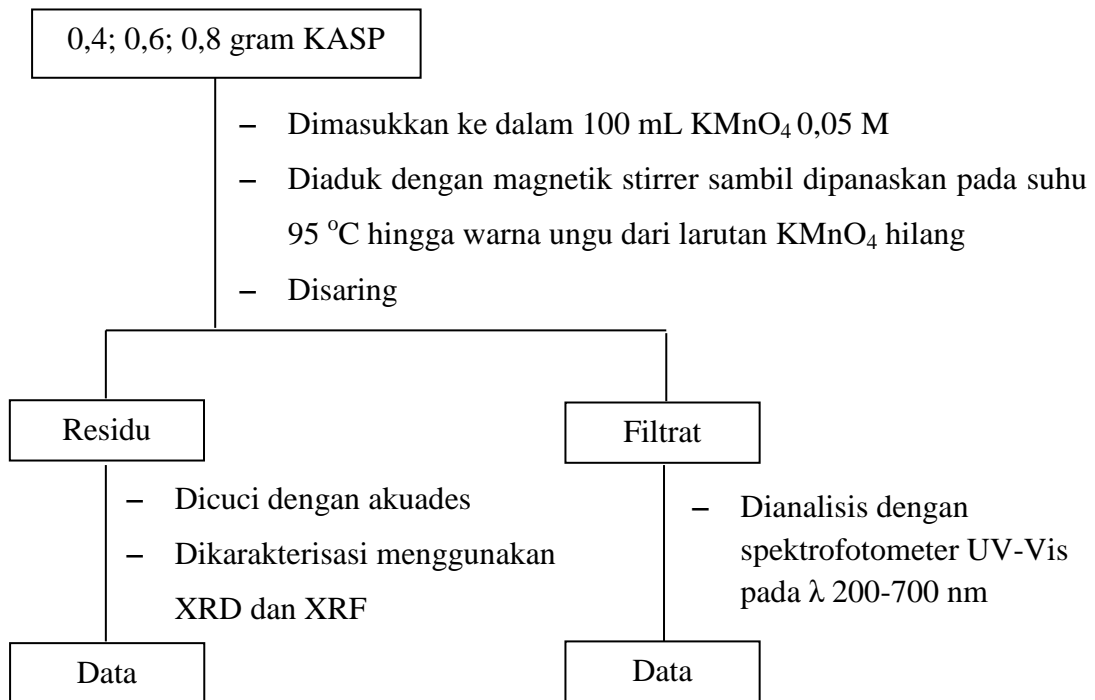 0,4; 0,6; 0,8 gram KASP
– Dimasukkan ke dalam 100 mL KMnO₄ 0,05 M
– Diaduk dengan magnetik stirrer sambil dipanaskan pada suhu
95 °C hingga warna ungu dari larutan KMnO₄ hilang
– Disaring
Residu
– Dicuci dengan akuades
– Dikarakterisasi menggunakan
XRD dan XRF
Data
Filtrat
– Dianalisis dengan
spektrofotometer UV-Vis
pada λ 200-700 nm
Data